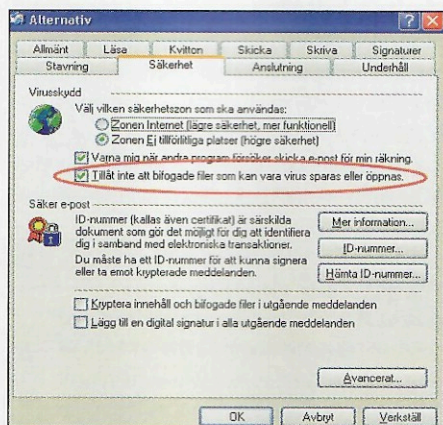 Alternativ
Allmänt Läsa Kvitton Skicka Skriva Signaturer
Stavning Säkerhet Anslutning Underhåll
Virusskydd
Välj vilken säkerhetszon som ska användas:
Zonen Internet (lägre säkerhet, mer funktionell)
Zonen Ej tillförlitliga platser (högre säkerhet)
Varna mig när andra program försöker skicka e-post för min räkning.
Tillåt inte att bifogade filer som kan vara virus sparas eller öppnas.
Säker e-post
ID-nummer (kallas även certifikat) är särskilda
dokument som gör det möjligt för dig att identifiera
dig i samband med elektroniska transaktioner.
Mer information...
ID-nummer...
Du måste ha ett ID-nummer för att kunna signera
eller ta emot krypterade meddelanden.
Hämta ID-nummer...
Kryptera innehåll och bifogade filer i utgående meddelanden
Lägg till en digital signatur i alla utgående meddelanden
Avancerat...
OK Avbryt Verkställ